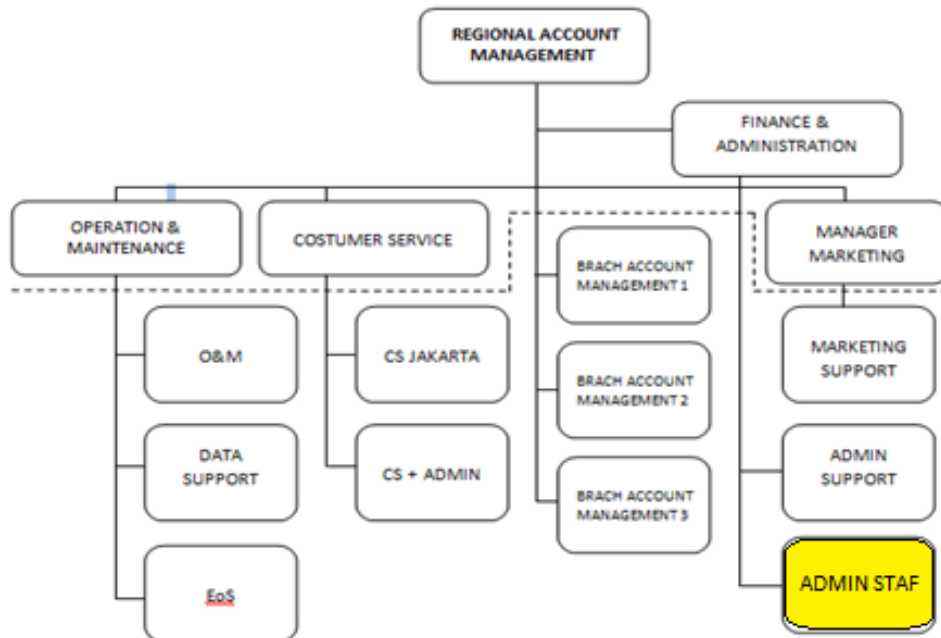 REGIONAL ACCOUNT
MANAGEMENT
FINANCE &
ADMINISTRATION
OPERATION &
MAINTENANCE
COSTUMER SERVICE
MANAGER
MARKETING
BRACH ACCOUNT
MANAGEMENT 1
O&M
CS JAKARTA
MARKETING
SUPPORT
BRACH ACCOUNT
MANAGEMENT 2
DATA
SUPPORT
CS + ADMIN
ADMIN
SUPPORT
BRACH ACCOUNT
MANAGEMENT 3
EoS
ADMIN STAF